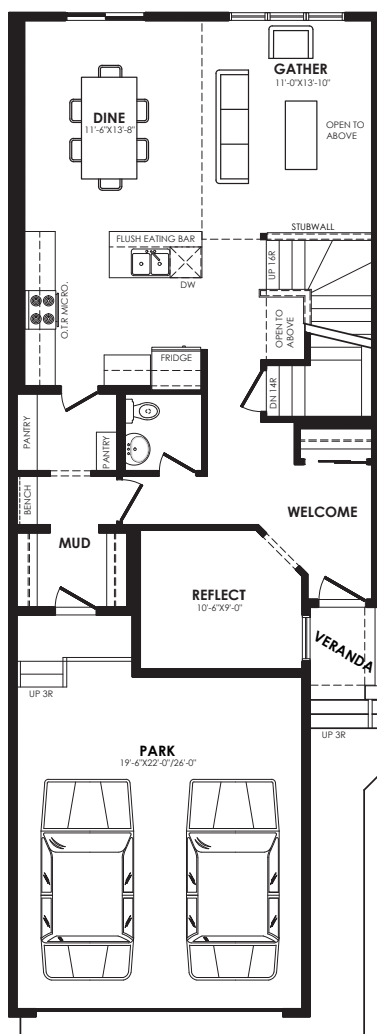 GATHER
11'-0"X13'-10"
DINE
11'-6"X13'-8"
OPEN TO
ABOVE
STUBWALL
FLUSH EATING BAR
UP 16R
DW
O.T.R MICRO.
OPEN TO
ABOVE
FRIDGE
DN 14R
PANTRY
PANTRY
BENCH
WELCOME
MUD
REFLECT
10'-6"X9'-0"
VERANDA
UP 3R
UP 3R
PARK
19'-6"X22'-0"/26'-0"